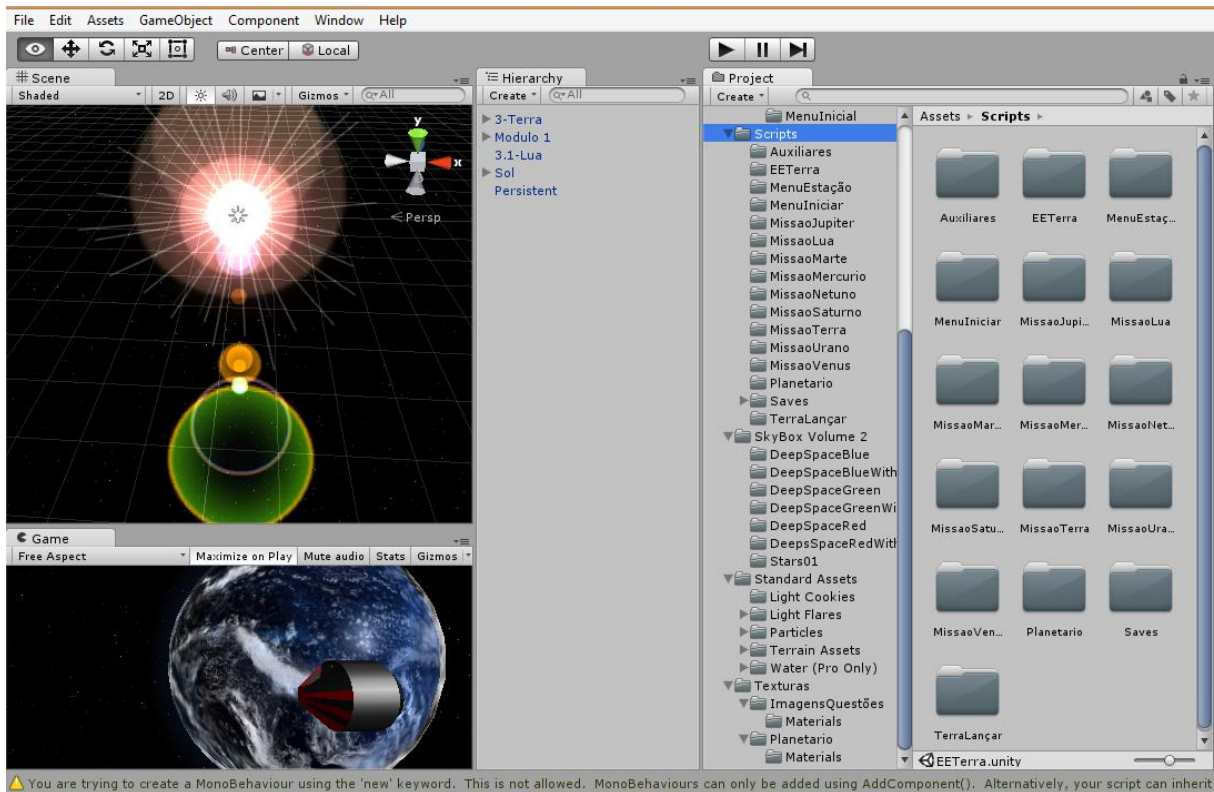 File Edit Assets GameObject Component Window Help
Center Local
Scene
Shaded 2D Gizmos All
y
x
Persp
Game
Free Aspect Maximize on Play Mute audio Stats Gizmos
Hierarchy
Create All
3-Terra
Modulo 1
3.1-Lua
Sol
Persistent
Project
Create
MenuInicial
Scripts
Auxiliares
EETerra
MenuEstação
MenuIniciar
MissaoJupiter
MissaoLua
MissaoMarte
MissaoMercurio
MissaoNetuno
MissaoSaturno
MissaoTerra
MissaoUrano
MissaoVenus
Planetario
Saves
TerraLançar
SkyBox Volume 2
DeepSpaceBlue
DeepSpaceBlueWith
DeepSpaceGreen
DeepSpaceGreenWi
DeepSpaceRed
DeepsSpaceRedWith
Stars01
Standard Assets
Light Cookies
Light Flares
Particles
Terrain Assets
Water (Pro Only)
Texturas
ImagensQuestões
Materials
Planetario
Materials
Assets Scripts
Auxiliares EETerra MenuEstaç...
MenuIniciar MissaoJupi... MissaoLua
MissaoMar... MissaoMer... MissaoNet...
MissaoSatu... MissaoTerra MissaoUra...
MissaoVen... Planetario Saves
TerraLançar
EETerra.unity
You are trying to create a MonoBehaviour using the 'new' keyword. This is not allowed. MonoBehaviours can only be added using AddComponent(). Alternatively, your script can inherit